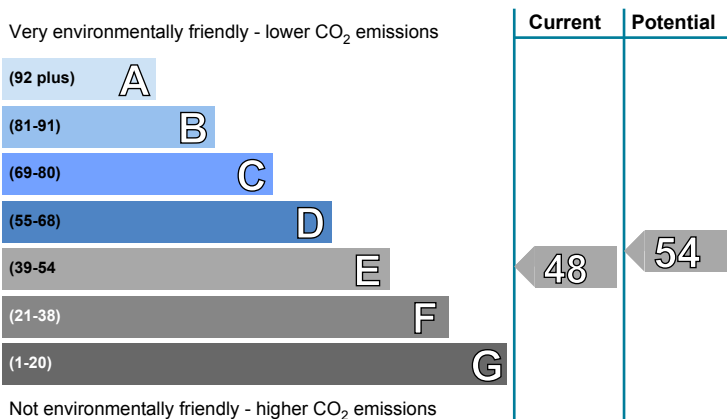 Very environmentally friendly - lower CO2 emissions
Current
Potential
(92 plus) A
(81-91) B
(69-80) C
(55-68) D
(39-54 E
(21-38) F
(1-20) G
48
54
Not environmentally friendly - higher CO2 emissions